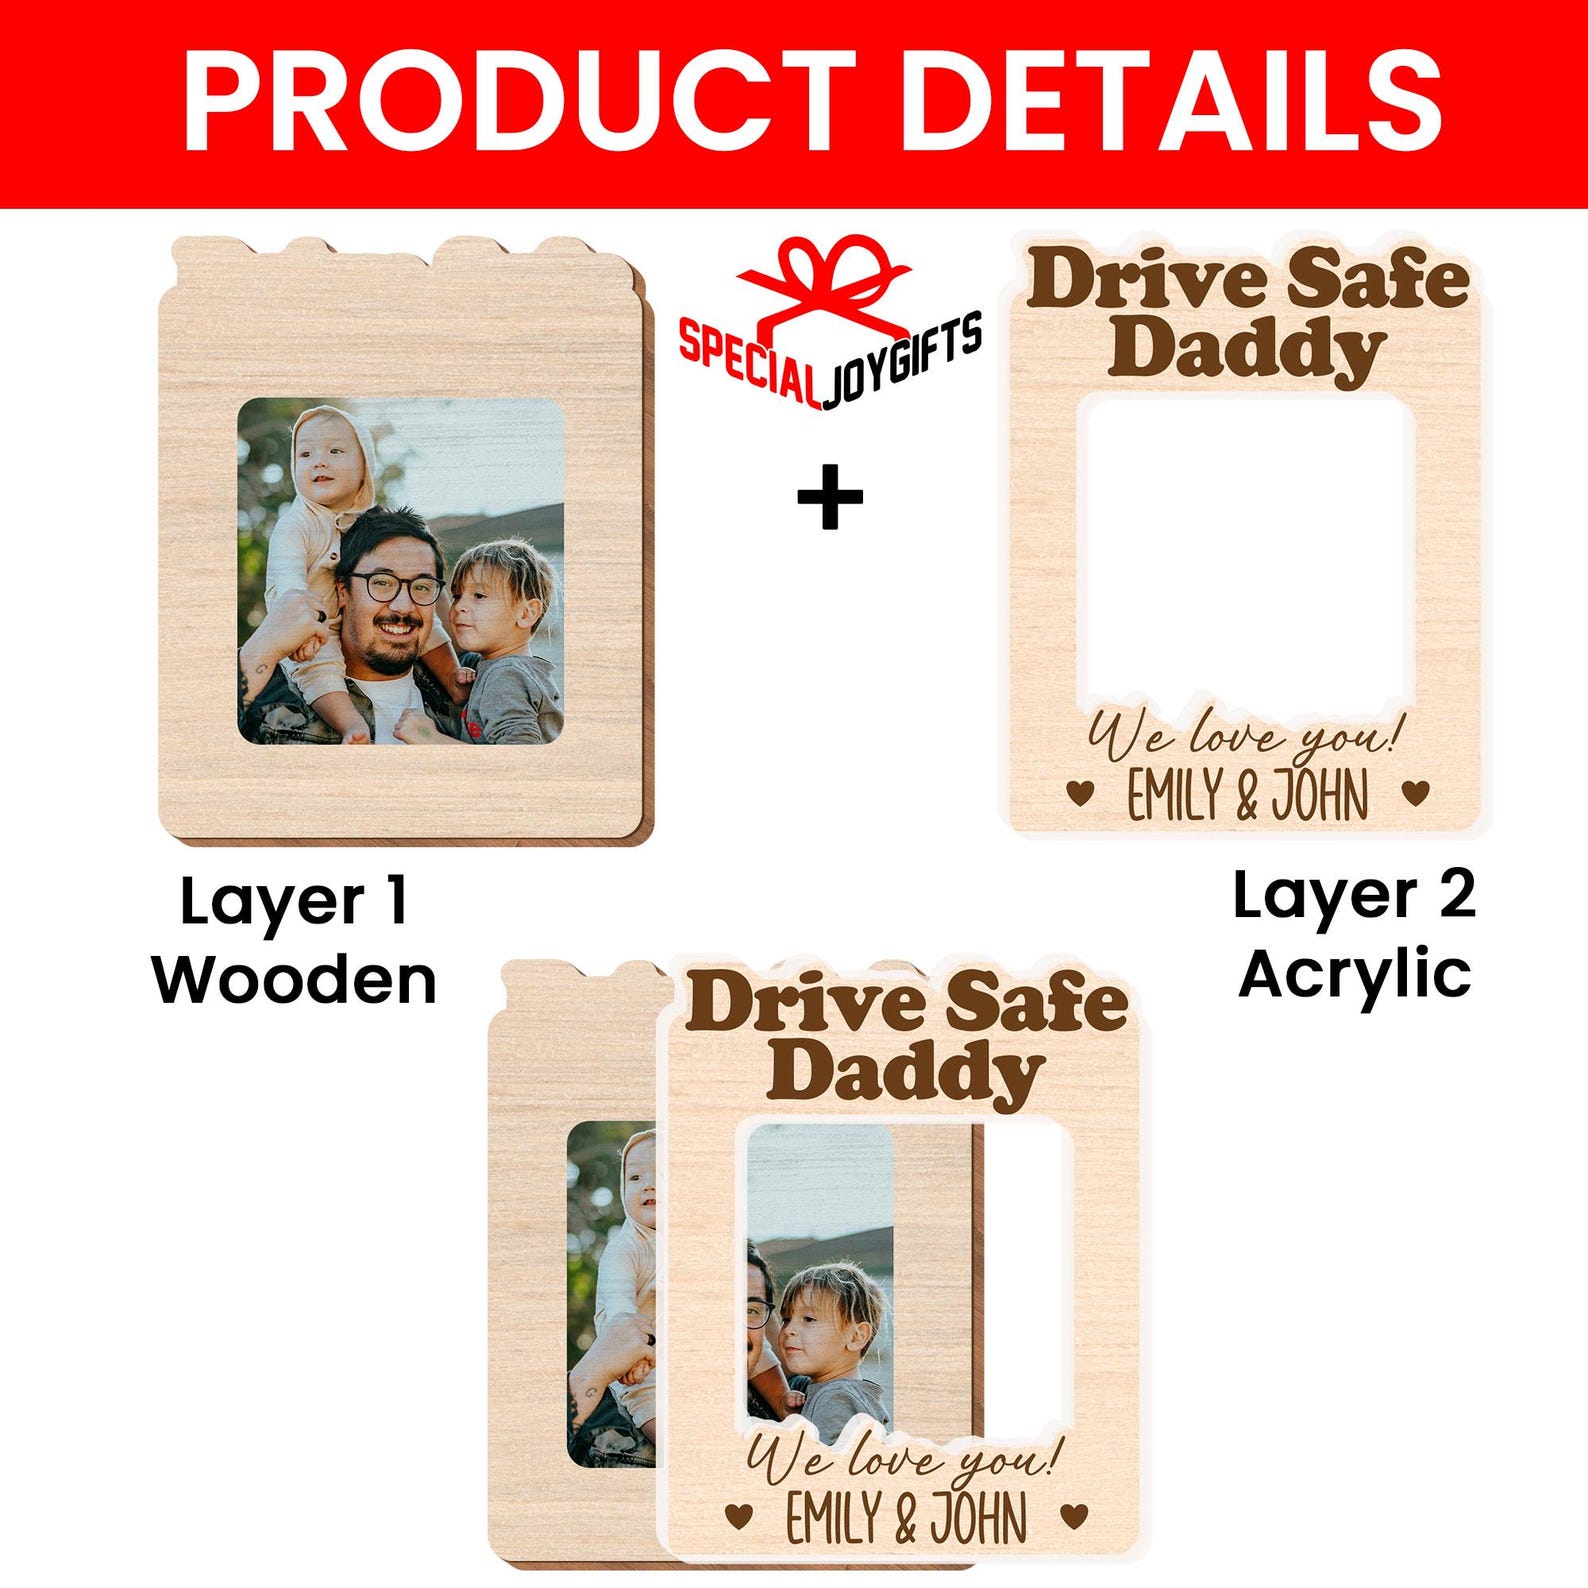 PRODUCT DETAILS
SPECIALJOYGIFTS
+
Drive Safe
Daddy
We love you!
EMILY & JOHN
Layer 1
Wooden
Layer 2
Acrylic
Drive Safe
Daddy
We love you!
EMILY & JOHN